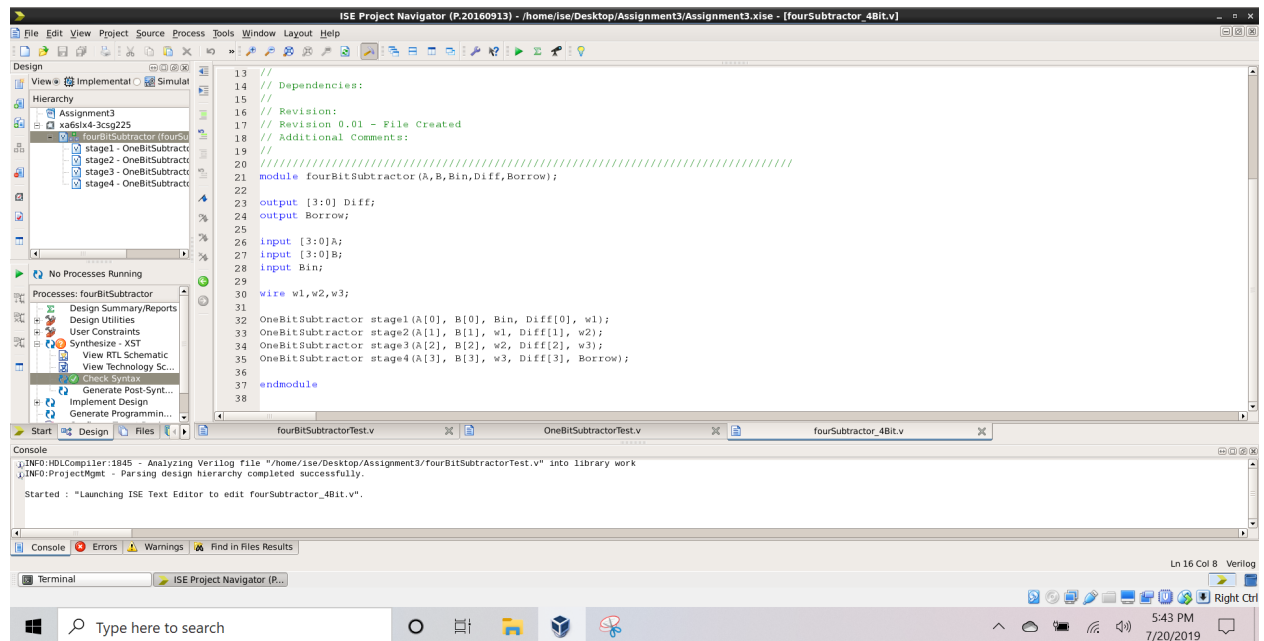 ISE Project Navigator (P.20160913) - /home/ise/Desktop/Assignment3/Assignment3.xise - [fourSubtractor_4Bit.v]
File Edit View Project Source Process Tools Window Layout Help
Design
View: Implementat Simulat
Hierarchy
Assignment3
xa6slx4-3csg225
fourBitSubtractor (fourSu
stage1 - OneBitSubtracto
stage2 - OneBitSubtracto
stage3 - OneBitSubtracto
stage4 - OneBitSubtracto
No Processes Running
Processes: fourBitSubtractor
Design Summary/Reports
Design Utilities
User Constraints
Synthesize - XST
View RTL Schematic
View Technology Sc...
Check Syntax
Generate Post-Synt...
Implement Design
Generate Programmin...
Start Design Files
13 //
14 // Dependencies:
15 //
16 // Revision:
17 // Revision 0.01 - File Created
18 // Additional Comments:
19 //
20 //////////////////////////////////////////////////////////////////////////////////
21 module fourBitSubtractor(A,B,Bin,Diff,Borrow);
22
23 output [3:0] Diff;
24 output Borrow;
25
26 input [3:0]A;
27 input [3:0]B;
28 input Bin;
29
30 wire w1,w2,w3;
31
32 OneBitSubtractor stage1(A[0], B[0], Bin, Diff[0], w1);
33 OneBitSubtractor stage2(A[1], B[1], w1, Diff[1], w2);
34 OneBitSubtractor stage3(A[2], B[2], w2, Diff[2], w3);
35 OneBitSubtractor stage4(A[3], B[3], w3, Diff[3], Borrow);
36
37 endmodule
38
fourBitSubtractorTest.v OneBitSubtractorTest.v fourSubtractor_4Bit.v
Console
INFO:HDLCompiler:1845 - Analyzing Verilog file "/home/ise/Desktop/Assignment3/fourBitSubtractorTest.v" into library work
INFO:ProjectMgmt - Parsing design hierarchy completed successfully.
Started : "Launching ISE Text Editor to edit fourSubtractor_4Bit.v".
Console Errors Warnings Find in Files Results
Ln 16 Col 8 Verilog
Terminal ISE Project Navigator (P...
Right Ctrl
Type here to search
5:43 PM
7/20/2019